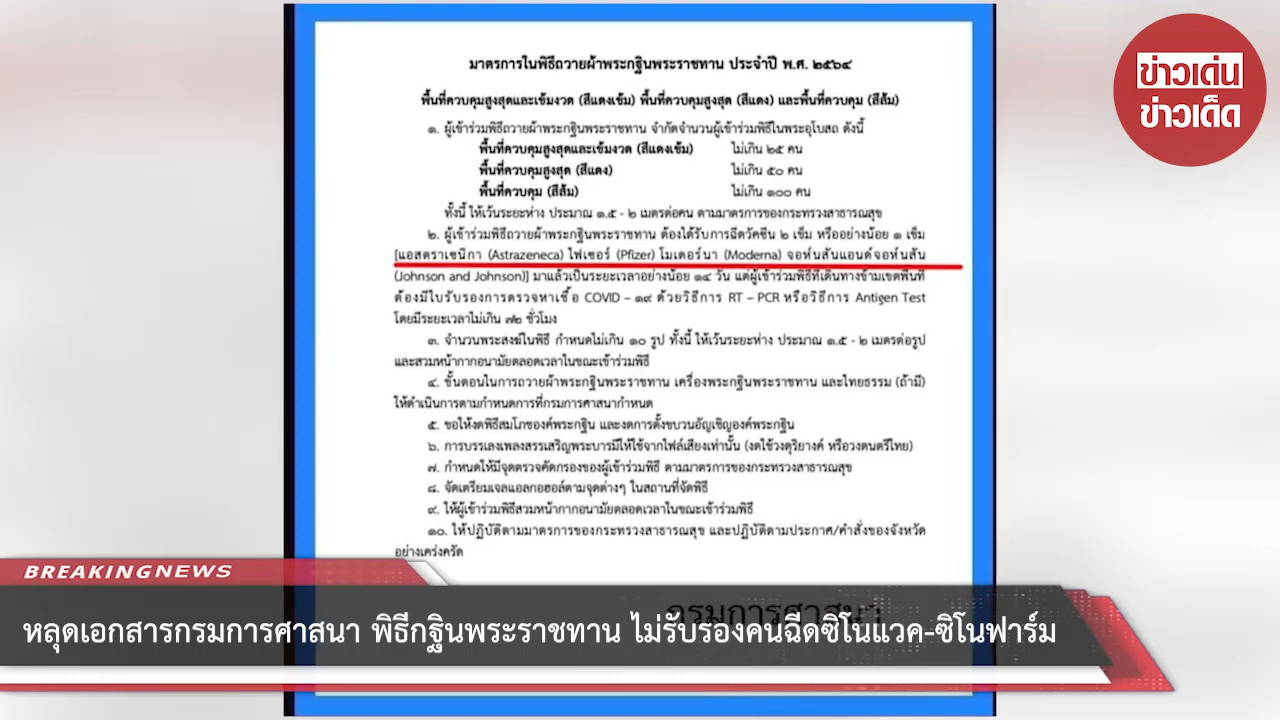 มาตรการในพิธีถวายผ้าพระกฐินพระราชทาน ประจำปี พ.ศ. ๒๕๖๔
พื้นที่ควบคุมสูงสุดและเข้มงวด (สีแดงเข้ม) พื้นที่ควบคุมสูงสุด (สีแดง) และพื้นที่ควบคุม (สีส้ม)
๑. ผู้เข้าร่วมพิธีถวายผ้าพระกฐินพระราชทาน จำกัดจำนวนผู้เข้าร่วมพิธีในพระอุโบสถ ดังนี้
พื้นที่ควบคุมสูงสุดและเข้มงวด (สีแดงเข้ม) ไม่เกิน ๒๕ คน
พื้นที่ควบคุมสูงสุด (สีแดง) ไม่เกิน ๕๐ คน
พื้นที่ควบคุม (สีส้ม) ไม่เกิน ๑๐๐ คน
ทั้งนี้ ให้เว้นระยะห่าง ประมาณ ๑.๕ - ๒ เมตรต่อคน ตามมาตรการของกระทรวงสาธารณสุข
๒. ผู้เข้าร่วมพิธีถวายผ้าพระกฐินพระราชทาน ต้องได้รับการฉีดวัคซีน ๒ เข็ม หรืออย่างน้อย ๑ เข็ม
[แอสตราเซนิกา (Astrazeneca) ไฟเซอร์ (Pfizer) โมเดอร์นา (Moderna) จอห์นสันแอนด์จอห์นสัน
(Johnson and Johnson)] มาแล้วเป็นระยะเวลาอย่างน้อย ๑๔ วัน แต่ผู้เข้าร่วมพิธีที่เดินทางข้ามเขตพื้นที่
ต้องมีใบรับรองการตรวจหาเชื้อ COVID – ๑๙ ด้วยวิธีการ RT – PCR หรือวิธีการ Antigen Test
โดยมีระยะเวลาไม่เกิน ๗๒ ชั่วโมง
๓. จำนวนพระสงฆ์ในพิธี กำหนดไม่เกิน ๑๐ รูป ทั้งนี้ ให้เว้นระยะห่าง ประมาณ ๑.๕ - ๒ เมตรต่อรูป
และสวมหน้ากากอนามัยตลอดเวลาในขณะเข้าร่วมพิธี
๔. ขั้นตอนในการถวายผ้าพระกฐินพระราชทาน เครื่องพระกฐินพระราชทาน และไทยธรรม (ถ้ามี)
ให้ดำเนินการตามกำหนดการที่กรมการศาสนากำหนด
๕. ขอให้งดพิธีสมโภชองค์พระกฐิน และงดการตั้งขบวนอัญเชิญองค์พระกฐิน
๖. การบรรเลงเพลงสรรเสริญพระบารมีให้ใช้จากไฟล์เสียงเท่านั้น (งดใช้วงดุริยางค์ หรือวงดนตรีไทย)
๗. กำหนดให้มีจุดตรวจคัดกรองของผู้เข้าร่วมพิธี ตามมาตรการของกระทรวงสาธารณสุข
๘. จัดเตรียมเจลแอลกอฮอล์ตามจุดต่างๆ ในสถานที่จัดพิธี
๙. ให้ผู้เข้าร่วมพิธีสวมหน้ากากอนามัยตลอดเวลาในขณะเข้าร่วมพิธี
๑๐. ให้ปฏิบัติตามมาตรการของกระทรวงสาธารณสุข และปฏิบัติตามประกาศ/คำสั่งของจังหวัด
อย่างเคร่งครัด
กรมการศาสนา
ข่าวเด่น
ข่าวเด็ด
BREAKING NEWS
หลุดเอกสารกรมการศาสนา พิธีกฐินพระราชทาน ไม่รับรองคนฉีดซิโนแวค-ซิโนฟาร์ม